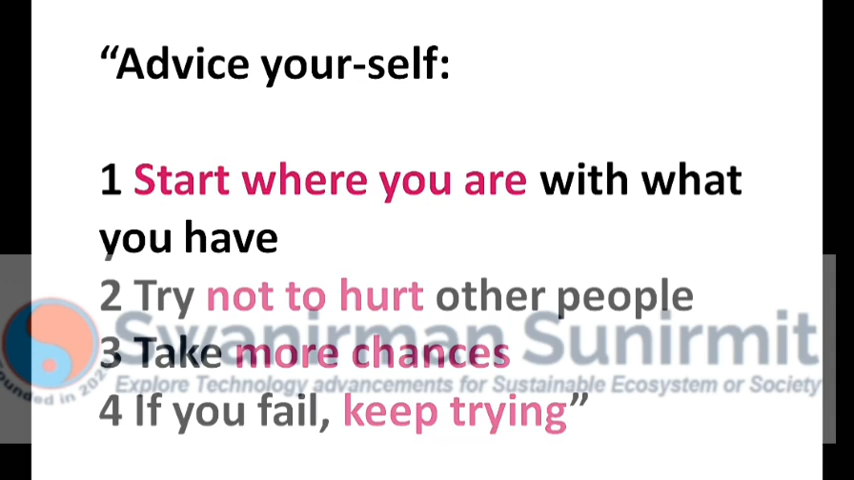 “Advice your-self:
1 Start where you are with what
you have
2 Try not to hurt other people
Swanirman Sunirmit
3 Take more chances
Explore Technology advancements for Sustainable Ecosystem or Society
4 If you fail, keep trying”